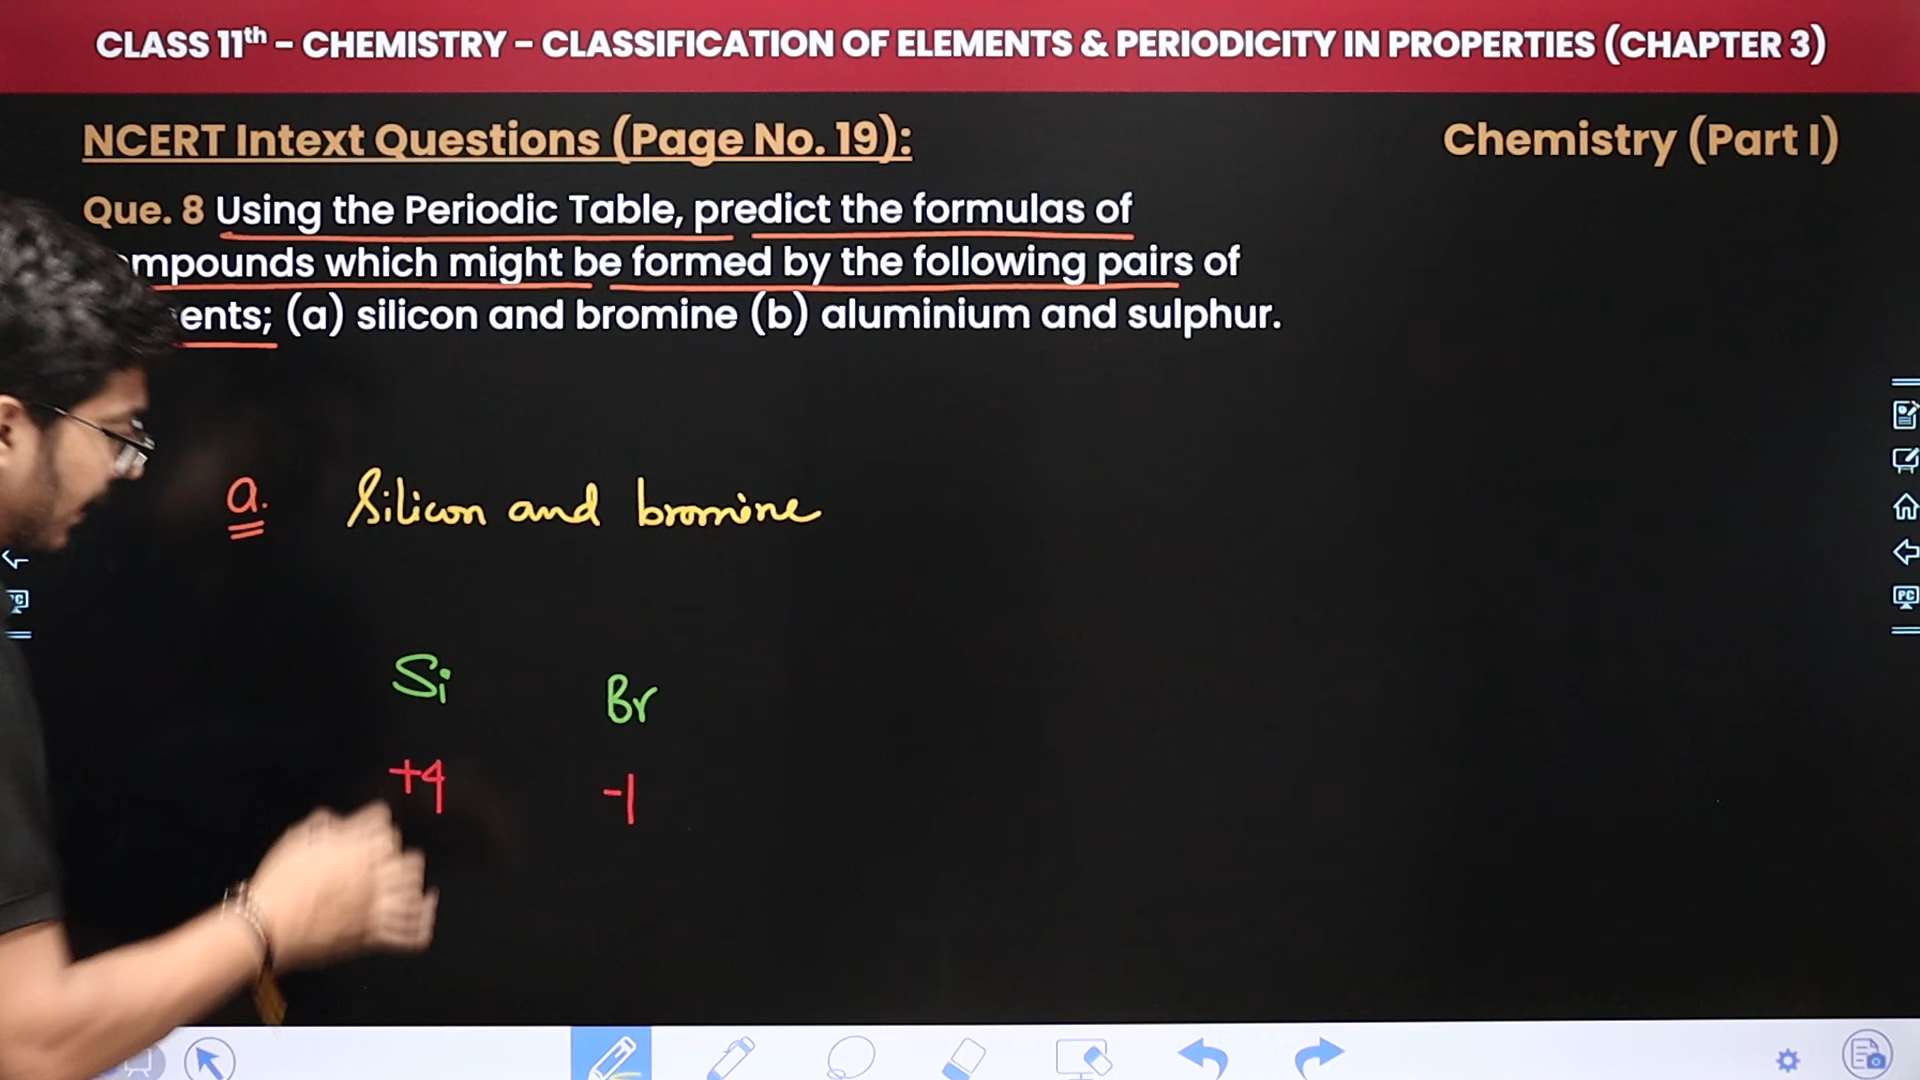 CLASS 11th – CHEMISTRY – CLASSIFICATION OF ELEMENTS & PERIODICITY IN PROPERTIES (CHAPTER 3)
NCERT Intext Questions (Page No. 19):
Chemistry (Part I)
Que. 8 Using the Periodic Table, predict the formulas of
mpounds which might be formed by the following pairs of
ents; (a) silicon and bromine (b) aluminium and sulphur.
a. Silicon and bromine
Si Br
+4 -1
PC